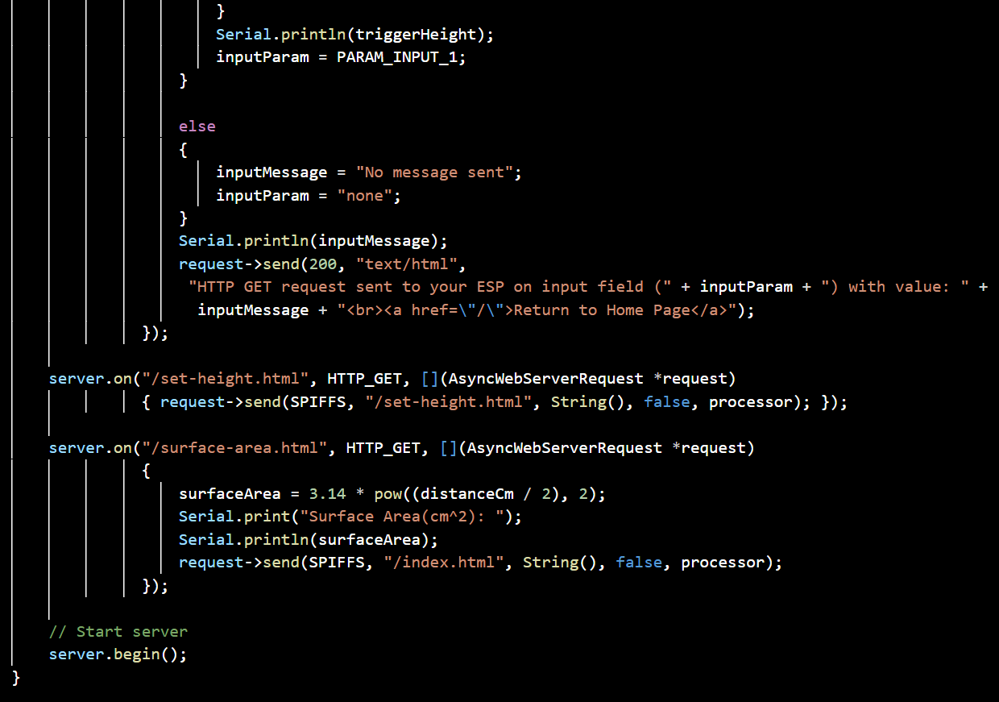 }
Serial.println(triggerHeight);
inputParam = PARAM_INPUT_1;
}
else
{
inputMessage = "No message sent";
inputParam = "none";
}
Serial.println(inputMessage);
request->send(200, "text/html",
"HTTP GET request sent to your ESP on input field (" + inputParam + ") with value: " +
inputMessage + "<br><a href=\"/\">Return to Home Page</a>");
});
server.on("/set-height.html", HTTP_GET, [](AsyncWebServerRequest *request)
{ request->send(SPIFFS, "/set-height.html", String(), false, processor); });
server.on("/surface-area.html", HTTP_GET, [](AsyncWebServerRequest *request)
{
surfaceArea = 3.14 * pow((distanceCm / 2), 2);
Serial.print("Surface Area(cm^2): ");
Serial.println(surfaceArea);
request->send(SPIFFS, "/index.html", String(), false, processor);
});
// Start server
server.begin();
}